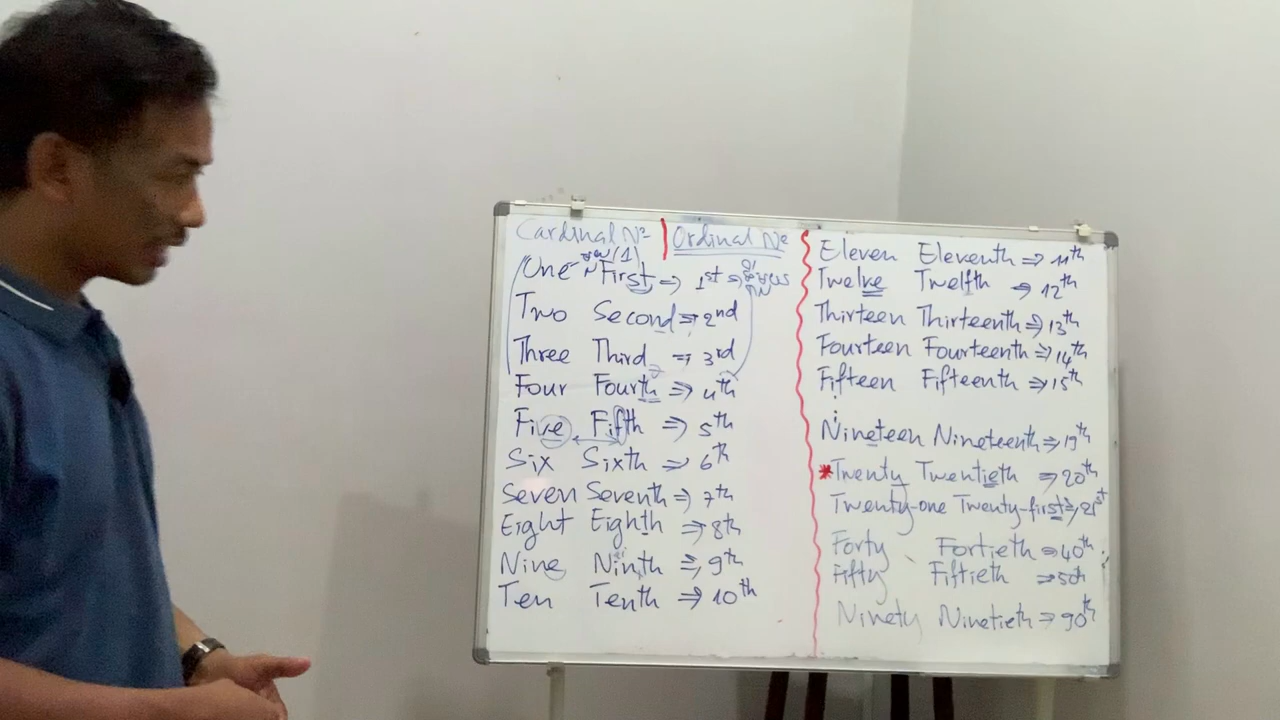 Cardinal Nº | Ordinal Nº
One First ⇒ 1st ⇒
Two Second ⇒ 2nd
Three Third ⇒ 3rd
Four Fourth ⇒ 4th
Five Fifth ⇒ 5th
Six Sixth ⇒ 6th
Seven Seventh ⇒ 7th
Eight Eighth ⇒ 8th
Nine Ninth ⇒ 9th
Ten Tenth ⇒ 10th
Eleven Eleventh ⇒ 11th
Twelve Twelfth ⇒ 12th
Thirteen Thirteenth ⇒ 13th
Fourteen Fourteenth ⇒ 14th
Fifteen Fifteenth ⇒ 15th
Nineteen Nineteenth ⇒ 19th
*Twenty Twentieth ⇒ 20th
Twenty-one Twenty-first ⇒ 21st
Forty Fortieth ⇒ 40th
Fifty Fiftieth ⇒ 50th
Ninety Ninetieth ⇒ 90th